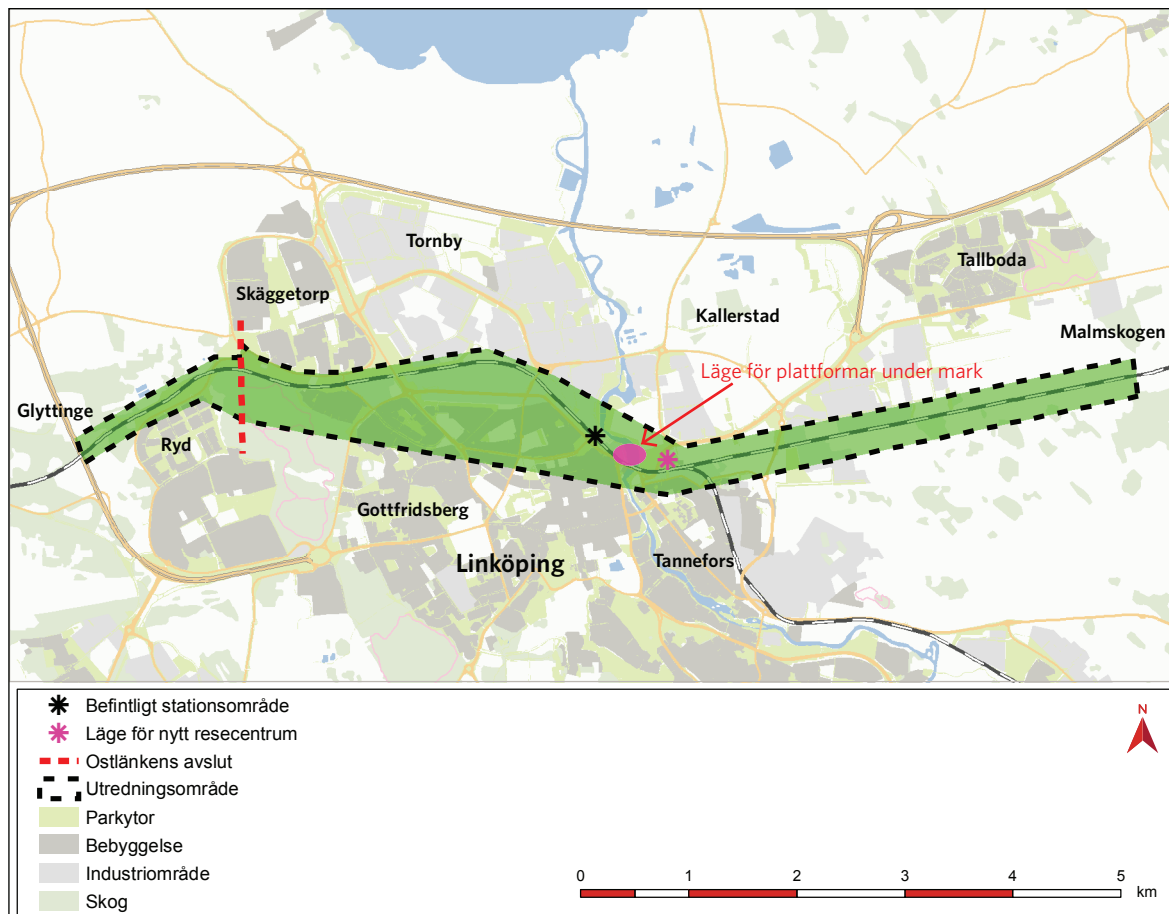 Tornby
Tallboda
Skäggetorp
Kallerstad
Malmskogen
Läge för plattformar under mark
Glyttinge
Ryd
Gottfridsberg
Linköping
Tannefors
Befintligt stationsområde
Läge för nytt resecentrum
Ostlänkens avslut
Utredningsområde
Parkytor
Bebyggelse
Industriområde
Skog
N
0 1 2 3 4 5
km